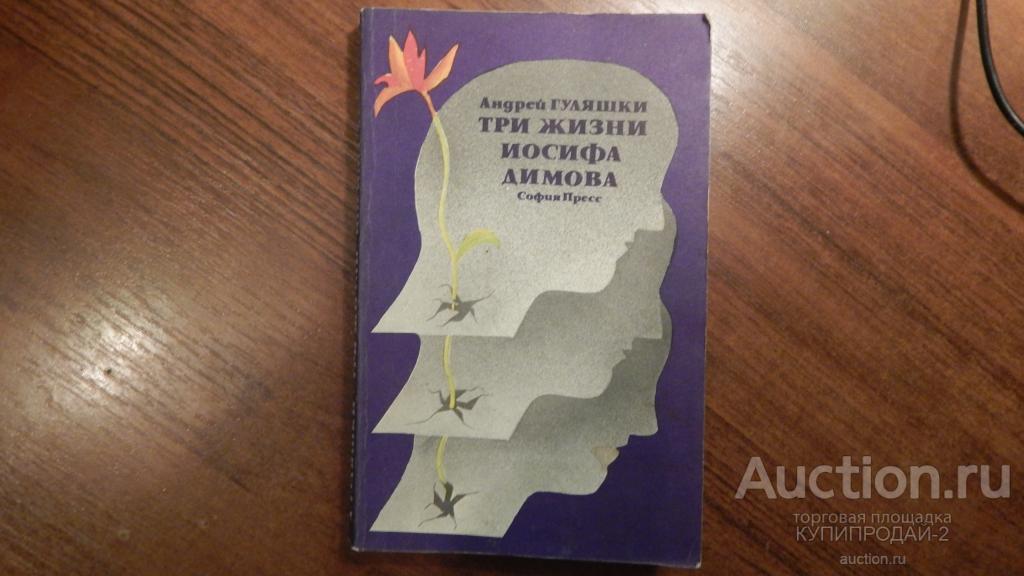 Андрей ГУЛЯШКИ
ТРИ ЖИЗНИ
ИОСИФА
ДИМОВА
София Пресс
Auction.ru
торговая площадка
КУПИПРОДАЙ-2
auction.ru